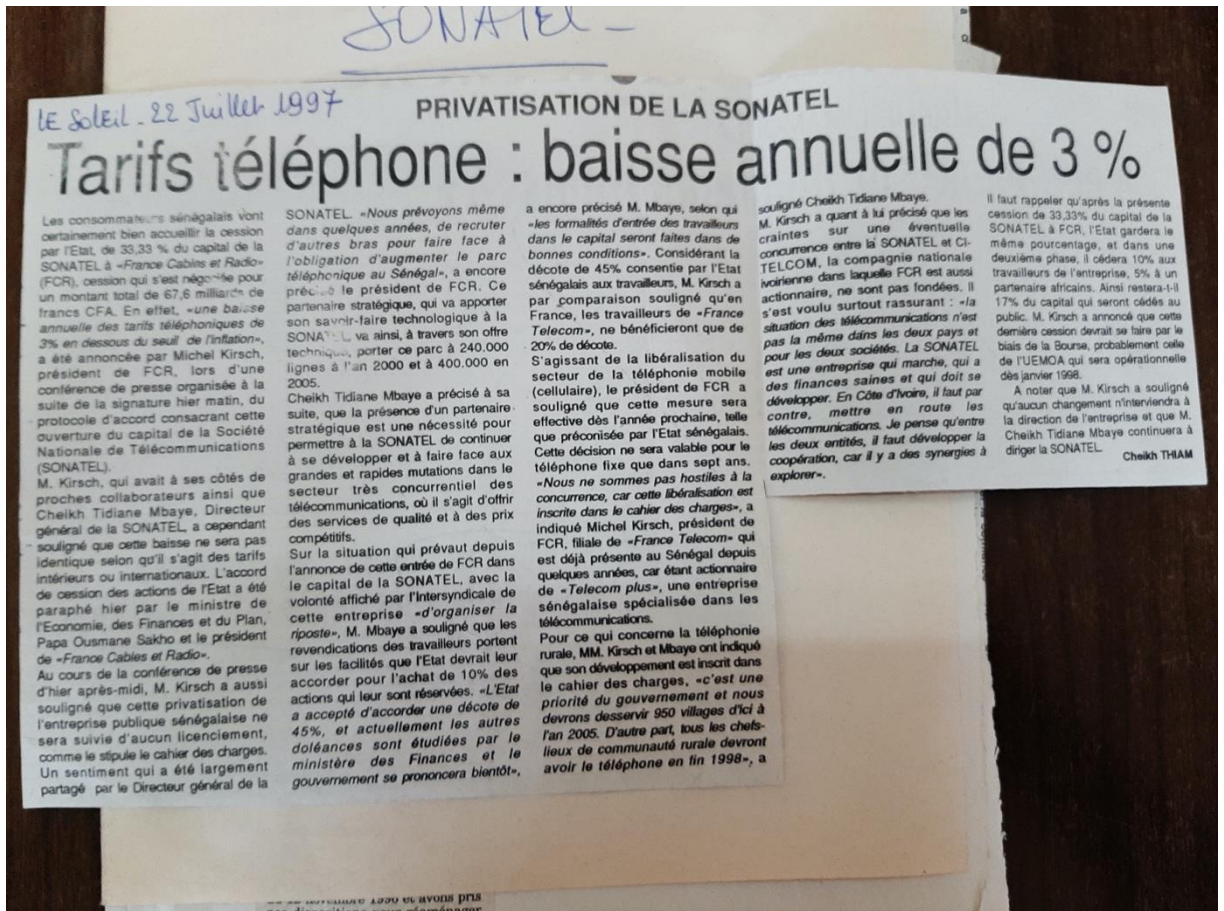 SONATEL -
LE Soleil - 22 Juillet 1997
PRIVATISATION DE LA SONATEL
Tarifs téléphone : baisse annuelle de 3 %
Les consommateurs sénégalais vont
certainement bien accueillir la cession
par l'Etat, de 33,33 % du capital de la
SONATEL à «France Cables et Radio»
(FCR), cession qui s'est négociée pour
un montant total de 67,6 milliards de
francs CFA. En effet, «une baisse
annuelle des tarifs téléphoniques de
3% en dessous du seuil de l'inflation»,
a été annoncée par Michel Kirsch,
président de FCR, lors d'une
conférence de presse organisée à la
suite de la signature hier matin, du
protocole d'accord consacrant cette
ouverture du capital de la Société
Nationale de Télécommunications
(SONATEL).
M. Kirsch, qui avait à ses côtés de
proches collaborateurs ainsi que
Cheikh Tidiane Mbaye, Directeur
général de la SONATEL, a cependant
souligné que cette baisse ne sera pas
identique selon qu'il s'agit des tarifs
intérieurs ou internationaux. L'accord
de cession des actions de l'Etat a été
paraphé hier par le ministre de
l'Economie, des Finances et du Plan,
Papa Ousmane Sakho et le président
de «France Cables et Radio».
Au cours de la conférence de presse
d'hier après-midi, M. Kirsch a aussi
souligné que cette privatisation de
l'entreprise publique sénégalaise ne
sera suivie d'aucun licenciement,
comme le stipule le cahier des charges.
Un sentiment qui a été largement
partagé par le Directeur général de la
SONATEL. «Nous prévoyons même
dans quelques années, de recruter
d'autres bras pour faire face à
l'obligation d'augmenter le parc
téléphonique au Sénégal», a encore
précisé le président de FCR. Ce
partenaire stratégique, qui va apporter
son savoir-faire technologique à la
SONATEL va ainsi, à travers son offre
technique, porter ce parc à 240.000
lignes à l'an 2000 et à 400.000 en
2005.
Cheikh Tidiane Mbaye a précisé à sa
suite, que la présence d'un partenaire
stratégique est une nécessité pour
permettre à la SONATEL de continuer
à se développer et à faire face aux
grandes et rapides mutations dans le
secteur très concurrentiel des
télécommunications, où il s'agit d'offrir
des services de qualité et à des prix
compétitifs.
Sur la situation qui prévaut depuis
l'annonce de cette entrée de FCR dans
le capital de la SONATEL, avec la
volonté affiché par l'Intersyndicale de
cette entreprise «d'organiser la
riposte», M. Mbaye a souligné que les
revendications des travailleurs portent
sur les facilités que l'Etat devrait leur
accorder pour l'achat de 10% des
actions qui leur sont réservées. «L'Etat
a accepté d'accorder une décote de
45%, et actuellement les autres
doléances sont étudiées par le
ministère des Finances et le
gouvernement se prononcera bientôt»,
a encore précisé M. Mbaye, selon qui
«les formalités d'entrée des travailleurs
dans le capital seront faites dans de
bonnes conditions». Considérant la
décote de 45% consentie par l'Etat
sénégalais aux travailleurs, M. Kirsch a
par comparaison souligné qu'en
France, les travailleurs de «France
Telecom», ne bénéficieront que de
20% de décote.
S'agissant de la libéralisation du
secteur de la téléphonie mobile
(cellulaire), le président de FCR a
souligné que cette mesure sera
effective dès l'année prochaine, telle
que préconisée par l'Etat sénégalais.
Cette décision ne sera valable pour le
téléphone fixe que dans sept ans.
«Nous ne sommes pas hostiles à la
concurrence, car cette libéralisation est
inscrite dans le cahier des charges», a
indiqué Michel Kirsch, président de
FCR, filiale de «France Telecom» qui
est déjà présente au Sénégal depuis
quelques années, car étant actionnaire
de «Telecom plus», une entreprise
sénégalaise spécialisée dans les
télécommunications.
Pour ce qui concerne la téléphonie
rurale, MM. Kirsch et Mbaye ont indiqué
que son développement est inscrit dans
le cahier des charges, «c'est une
priorité du gouvernement et nous
devrons desservir 950 villages d'ici à
l'an 2005. D'autre part, tous les chefs-
lieux de communauté rurale devront
avoir le téléphone en fin 1998», a
souligné Cheikh Tidiane Mbaye.
M. Kirsch a quant à lui précisé que les
craintes sur une éventuelle
concurrence entre la SONATEL et CI-
TELCOM, la compagnie nationale
ivoirienne dans laquelle FCR est aussi
actionnaire, ne sont pas fondées. Il
s'est voulu surtout rassurant : «la
situation des télécommunications n'est
pas la même dans les deux pays et
pour les deux sociétés. La SONATEL
est une entreprise qui marche, qui a
des finances saines et qui doit se
développer. En Côte d'Ivoire, il faut par
contre, mettre en route les
télécommunications. Je pense qu'entre
les deux entités, il faut développer la
coopération, car il y a des synergies à
explorer».
Il faut rappeler qu'après la présente
cession de 33,33% du capital de la
SONATEL à FCR, l'Etat gardera le
même pourcentage, et dans une
deuxième phase, il cédera 10% aux
travailleurs de l'entreprise, 5% à un
partenaire africains. Ainsi restera-t-il
17% du capital qui seront cédés au
public. M. Kirsch a annoncé que cette
dernière cession devrait se faire par le
biais de la Bourse, probablement celle
de l'UEMOA qui sera opérationnelle
dès janvier 1998.
A noter que M. Kirsch a souligné
qu'aucun changement n'interviendra à
la direction de l'entreprise et que M.
Cheikh Tidiane Mbaye continuera à
diriger la SONATEL.
Cheikh THIAM
novembre 1996 et avons pris